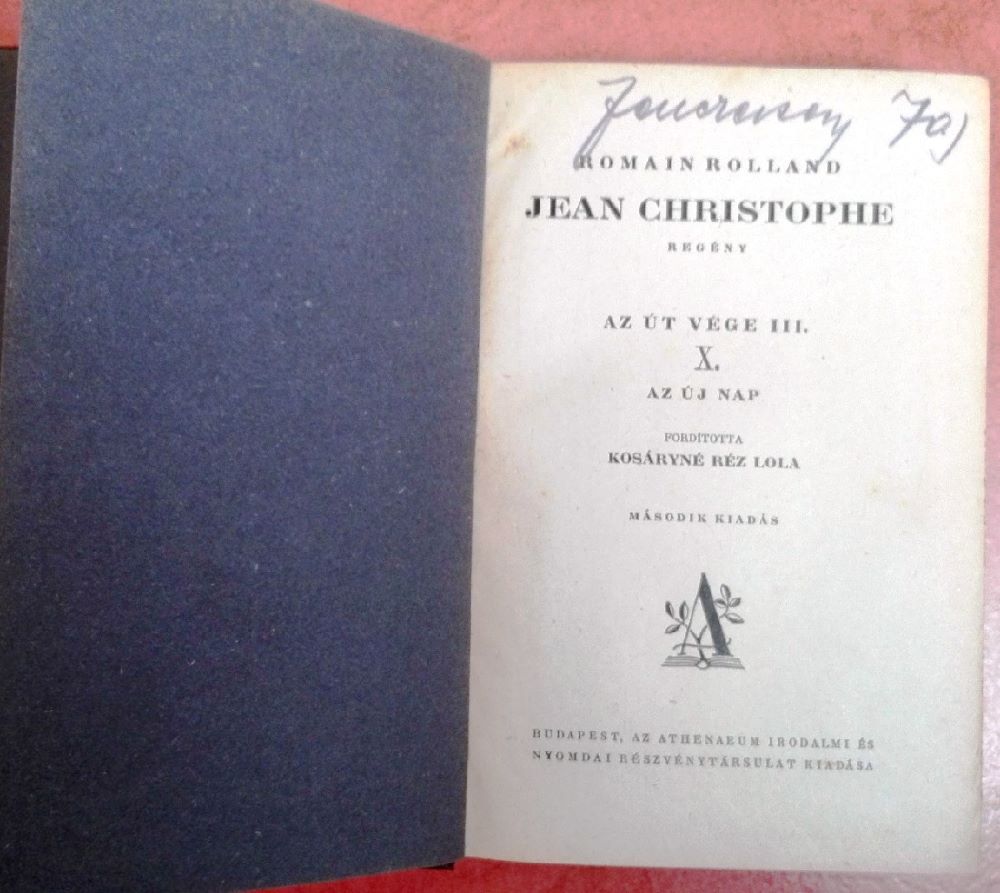 ROMAIN ROLLAND
JEAN CHRISTOPHE
REGÉNY
AZ ÚT VÉGE III.
X.
AZ ÚJ NAP
FORDÍTOTTA
KOSÁRYNÉ RÉZ LOLA
MÁSODIK KIADÁS
A
BUDAPEST, AZ ATHENAEUM IRODALMI ÉS
NYOMDAI RÉSZVÉNYTÁRSULAT KIADÁSA